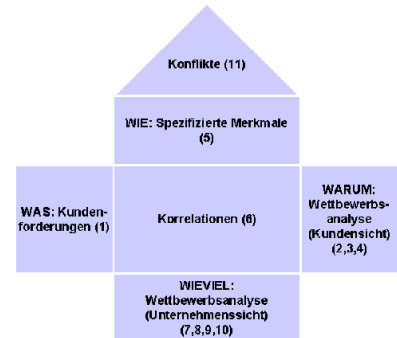 Konflikte (11)
WIE: Spezifizierte Merkmale
(5)
WAS: Kunden-
forderungen (1)
Korrelationen (6)
WARUM:
Wettbewerbs-
analyse
(Kundensicht)
(2,3,4)
WIEVIEL:
Wettbewerbsanalyse
(Unternehmenssicht)
(7,8,9,10)